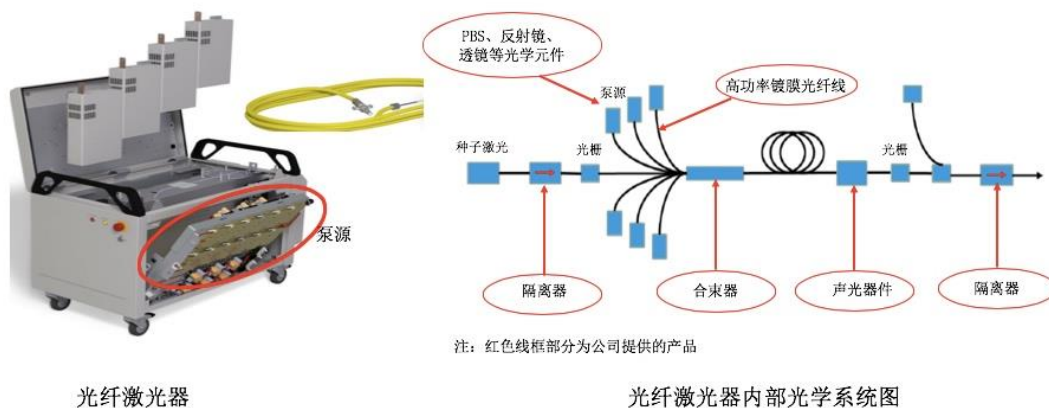 PBS、反射镜、
透镜等光学元件
泵源
高功率镀膜光纤线
种子激光
光栅
光栅
泵源
隔离器
合束器
声光器件
隔离器
注：红色线框部分为公司提供的产品
光纤激光器
光纤激光器内部光学系统图